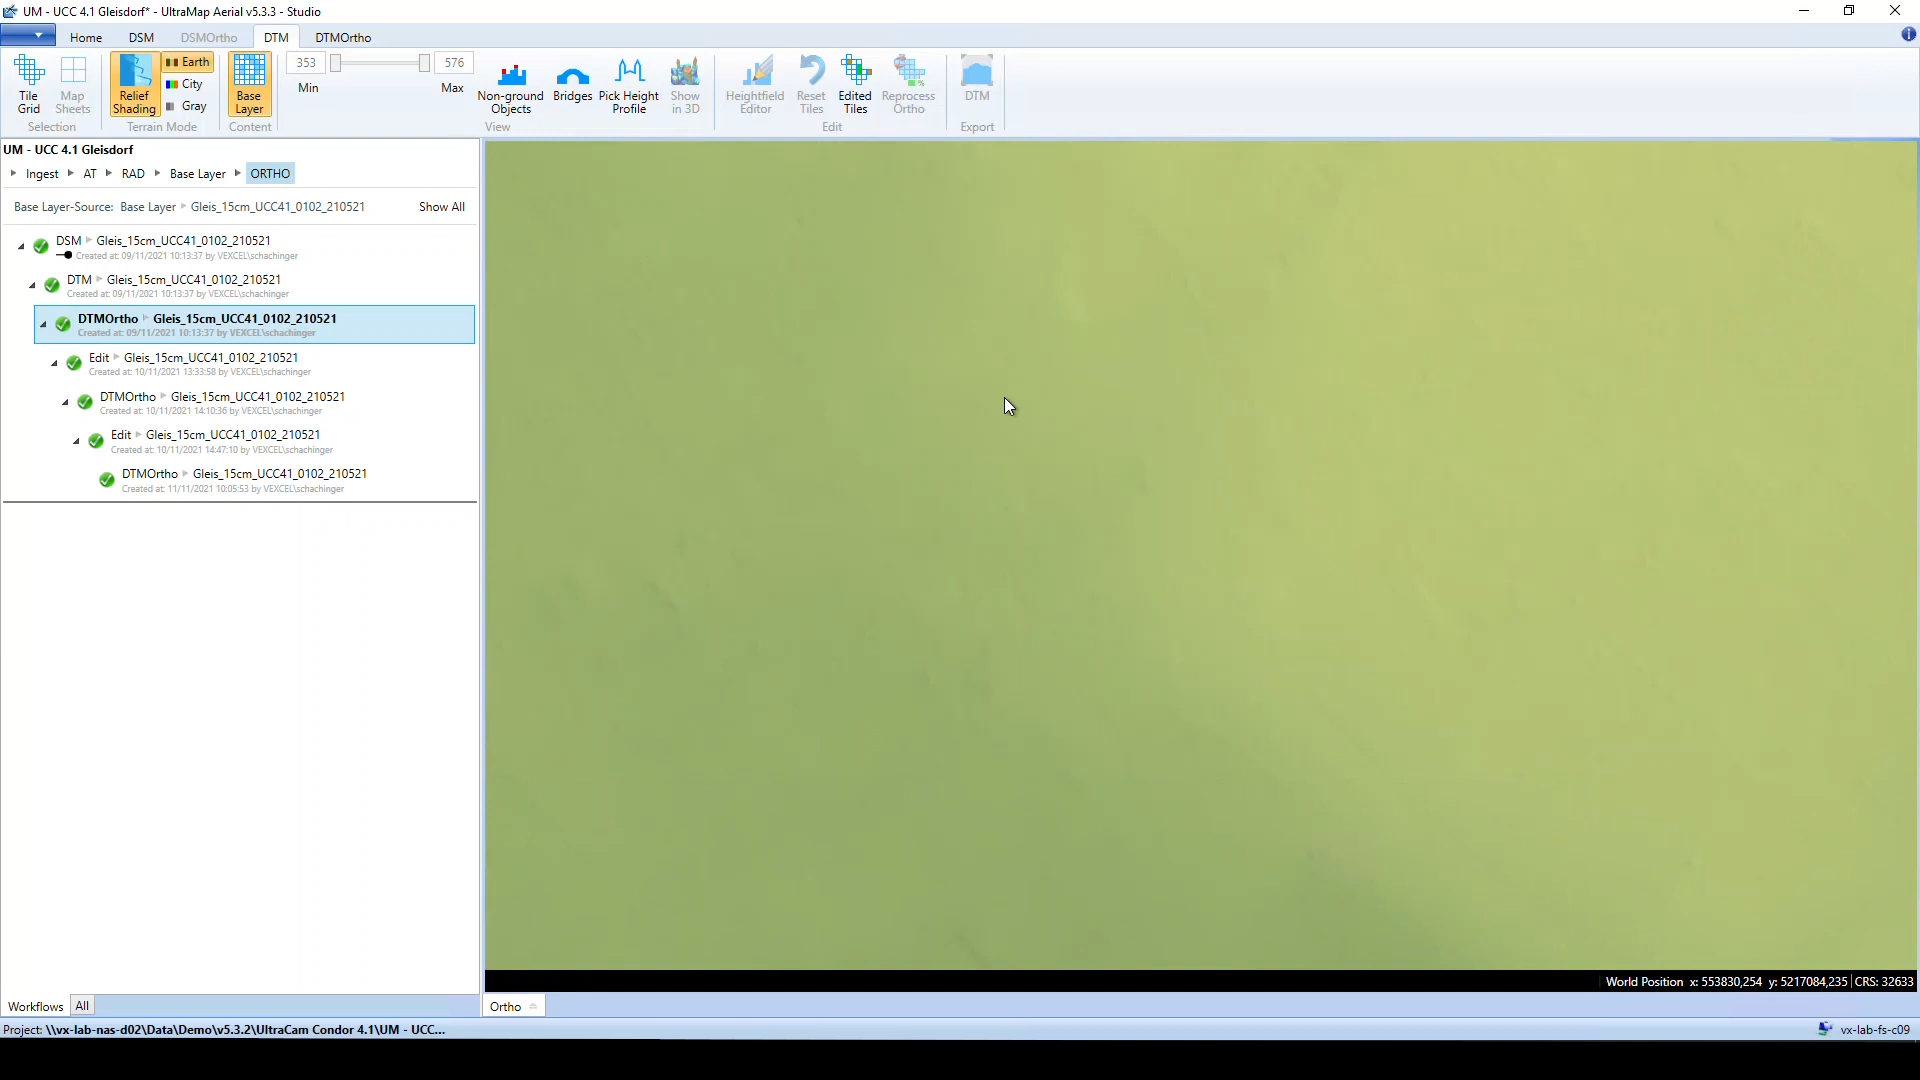 UM - UCC 4.1 Gleisdorf* - UltraMap Aerial v5.3.3 - Studio
Home DSM DSMOrtho DTM DTMOrtho
Tile Grid
Map Sheets
Selection
Relief Shading
Earth
City
Gray
Terrain Mode
Base Layer
Content
353 576
Min Max
Non-ground Objects
Bridges
Pick Height Profile
Show in 3D
View
Heightfield Editor
Reset Tiles
Edited Tiles
Reprocess Ortho
Edit
DTM
Export
UM - UCC 4.1 Gleisdorf
Ingest AT RAD Base Layer ORTHO
Base Layer-Source: Base Layer Gleis_15cm_UCC41_0102_210521 Show All
DSM Gleis_15cm_UCC41_0102_210521
Created at: 09/11/2021 10:13:37 by VEXCEL\schachinger
DTM Gleis_15cm_UCC41_0102_210521
Created at: 09/11/2021 10:13:37 by VEXCEL\schachinger
DTMOrtho Gleis_15cm_UCC41_0102_210521
Created at: 09/11/2021 10:13:37 by VEXCEL\schachinger
Edit Gleis_15cm_UCC41_0102_210521
Created at: 10/11/2021 13:33:58 by VEXCEL\schachinger
DTMOrtho Gleis_15cm_UCC41_0102_210521
Created at: 10/11/2021 14:10:36 by VEXCEL\schachinger
Edit Gleis_15cm_UCC41_0102_210521
Created at: 10/11/2021 14:47:10 by VEXCEL\schachinger
DTMOrtho Gleis_15cm_UCC41_0102_210521
Created at: 11/11/2021 10:05:53 by VEXCEL\schachinger
World Position x: 553830,254 y: 5217084,235 CRS: 32633
Workflows All Ortho
Project: \\vx-lab-nas-d02\Data\Demo\v5.3.2\UltraCam Condor 4.1\UM - UCC... vx-lab-fs-c09